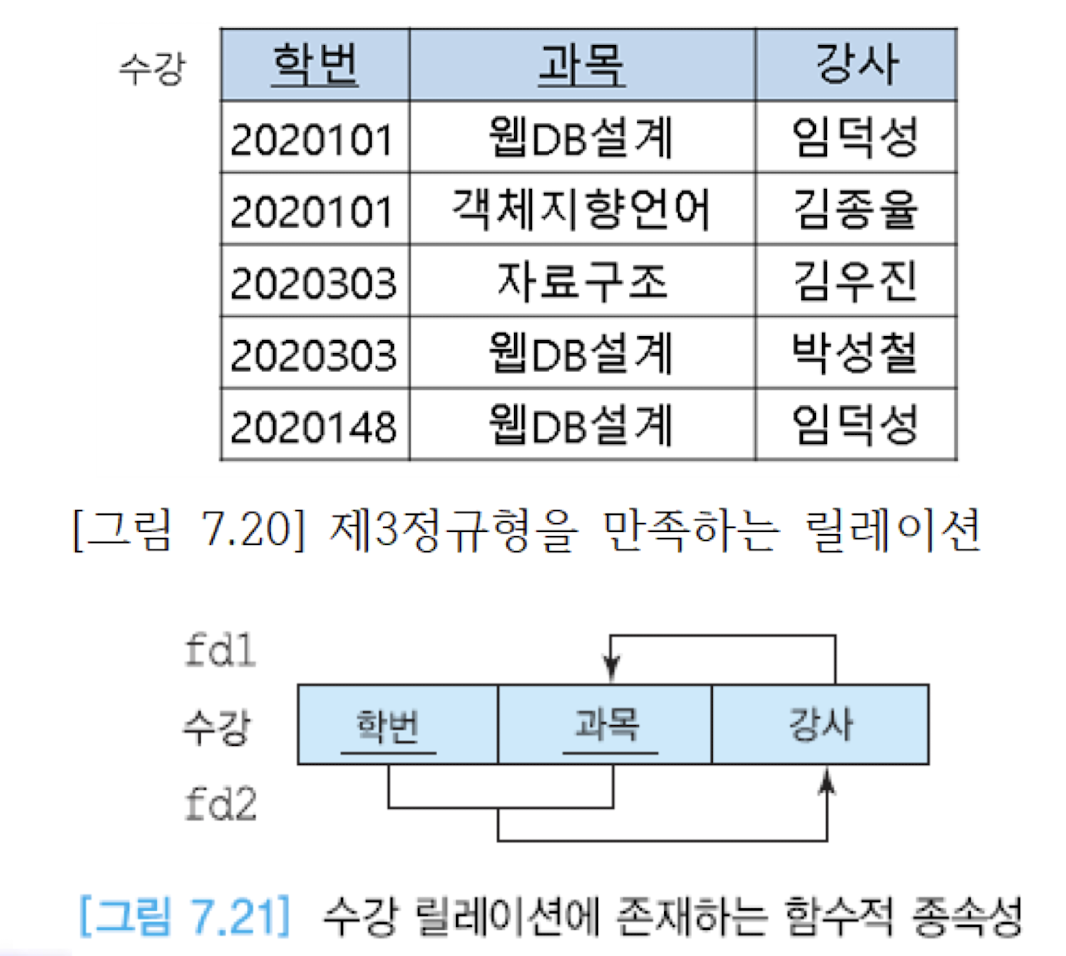 수강 학번 과목 강사
2020101 웹DB설계 임덕성
2020101 객체지향언어 김종율
2020303 자료구조 김우진
2020303 웹DB설계 박성철
2020148 웹DB설계 임덕성
[그림 7.20] 제3정규형을 만족하는 릴레이션
fd1
수강 학번 과목 강사
fd2
[그림 7.21] 수강 릴레이션에 존재하는 함수적 종속성